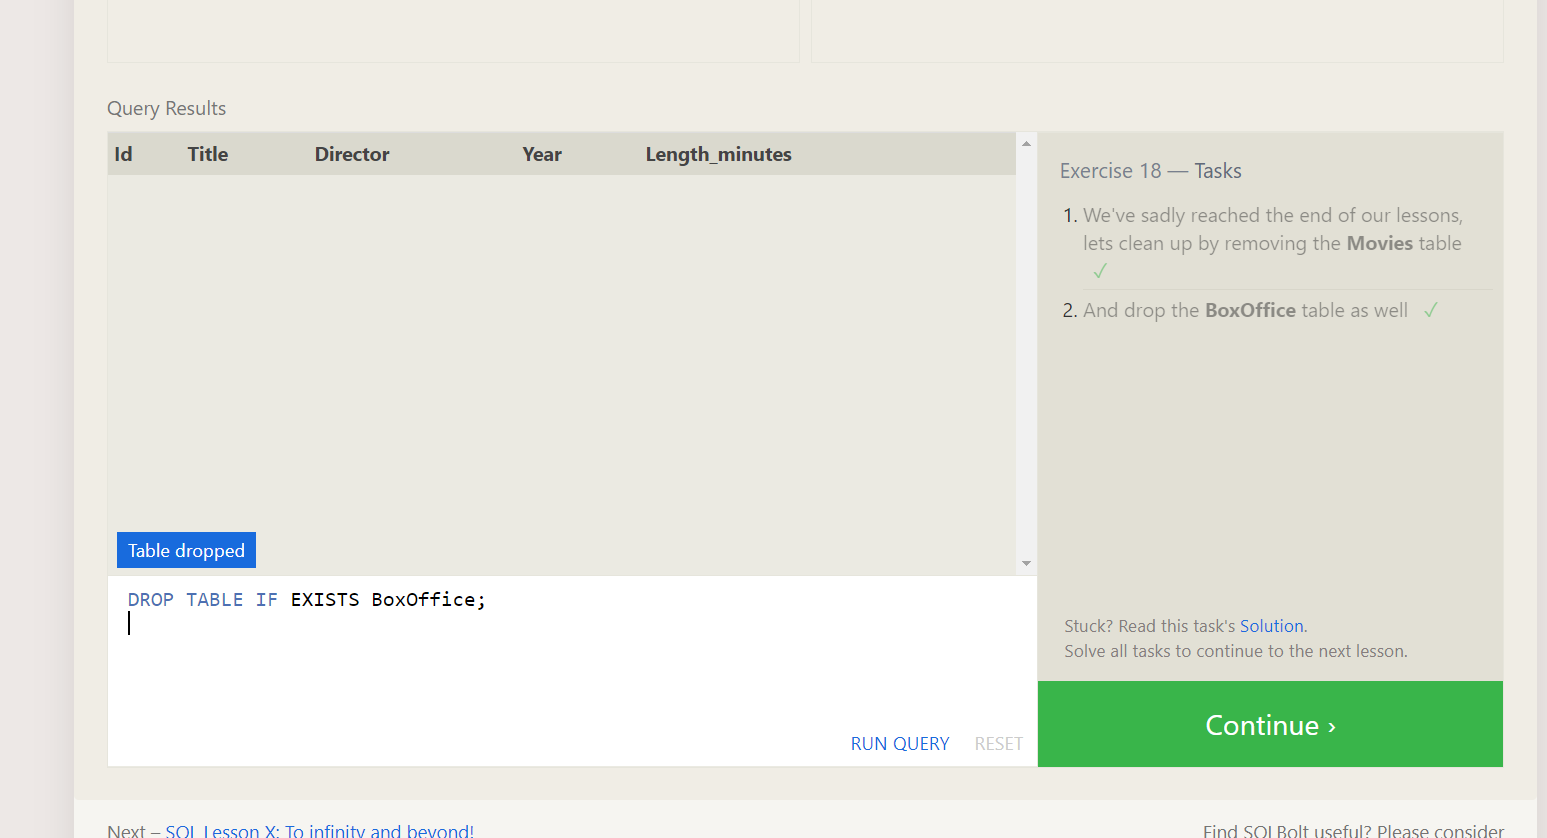 Query Results
Id Title Director Year Length_minutes
Table dropped
DROP TABLE IF EXISTS BoxOffice;
RUN QUERY RESET
Exercise 18 — Tasks
1. We've sadly reached the end of our lessons,
lets clean up by removing the Movies table
✓
2. And drop the BoxOffice table as well ✓
Stuck? Read this task's Solution.
Solve all tasks to continue to the next lesson.
Continue ›
Next – SQL Lesson X: To infinity and beyond!
Find SQLBolt useful? Please consider